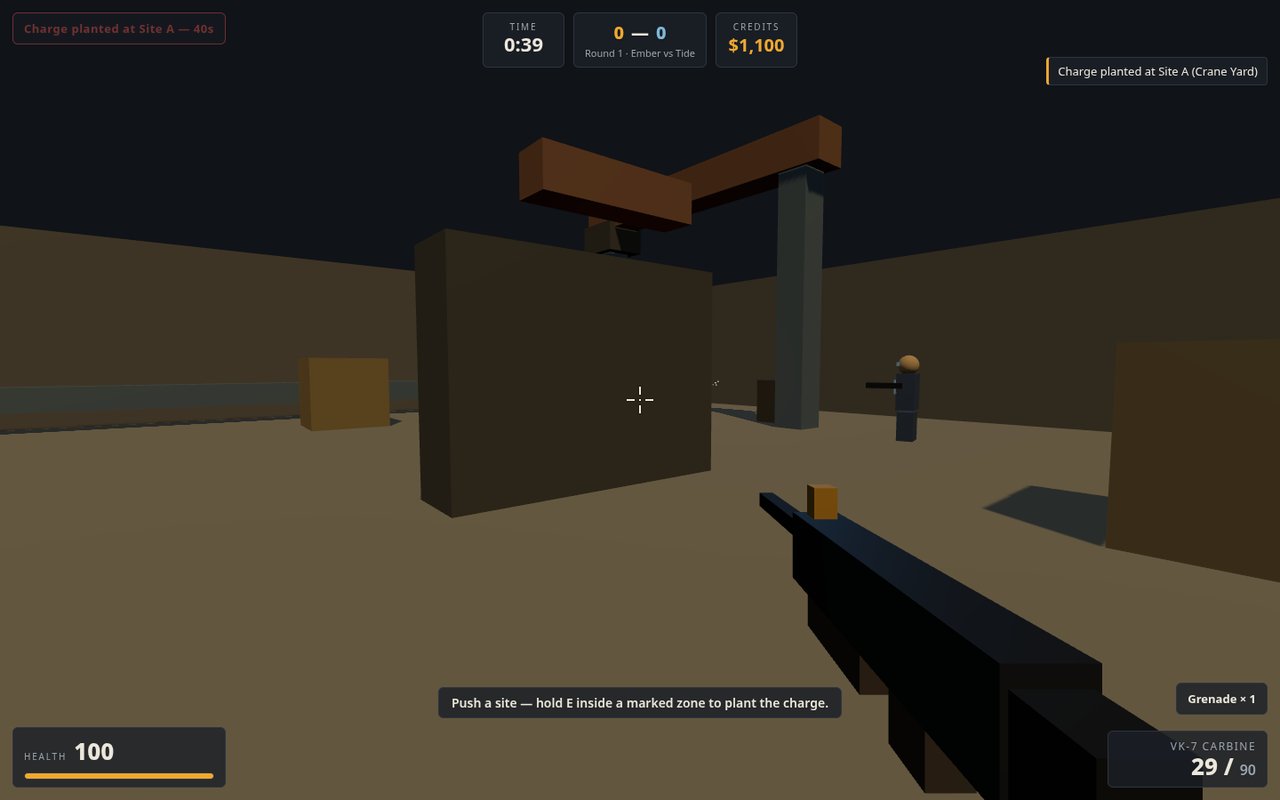 Charge planted at Site A — 40s
TIME
0:39
0 — 0
Round 1 · Ember vs Tide
CREDITS
$1,100
Charge planted at Site A (Crane Yard)
Push a site — hold E inside a marked zone to plant the charge.
Grenade × 1
HEALTH 100
VK-7 CARBINE
29 / 90